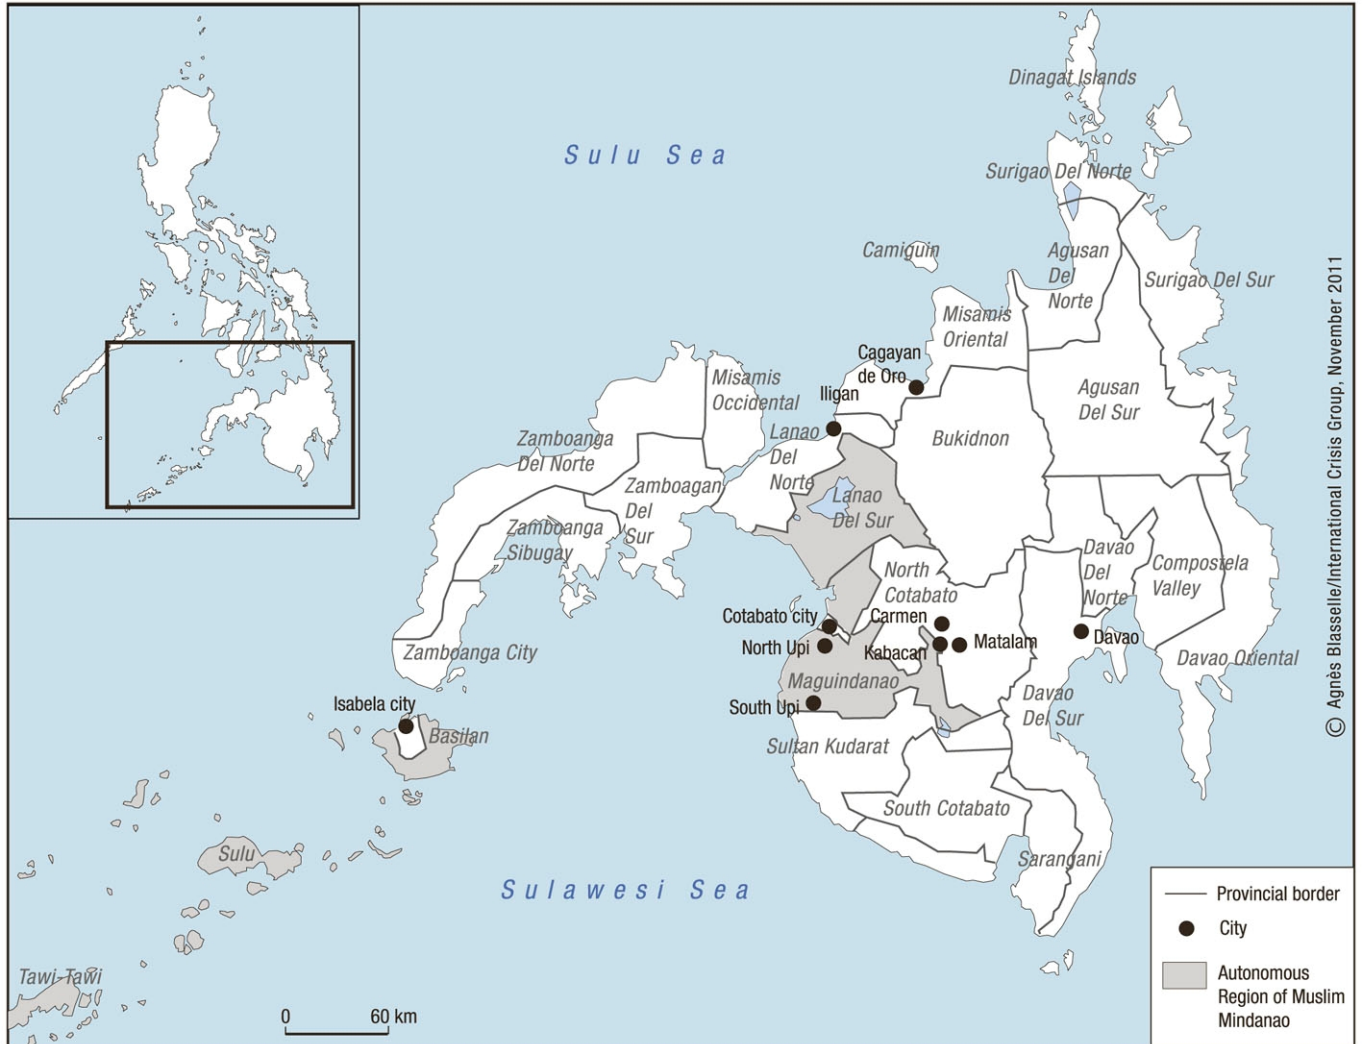 Dinagat Islands
Sulu Sea
Surigao Del Norte
Camiguin
Agusan
Del
Norte
Surigao Del Sur
Misamis
Oriental
Cagayan
de Oro
Iligan
Misamis
Occidental
Agusan
Del Sur
Lanao
Del
Norte
Bukidnon
Zamboanga
Del Norte
Zamboagan
Del
Sur
Lanao
Del Sur
Zamboanga
Sibugay
Davao
Del
Norte
Compostela
Valley
North
Cotabato
Cotabato city
Carmen
North Upi
Kabacan
Matalam
Davao
Zamboanga City
Davao Oriental
Maguindanao
Isabela city
South Upi
Davao
Del Sur
Basilan
Sultan Kudarat
South Cotabato
Sulu
Sarangani
Sulawesi Sea
Tawi-Tawi
0 60 km
Provincial border
City
Autonomous
Region of Muslim
Mindanao
© Agnès Blasselle/International Crisis Group, November 2011